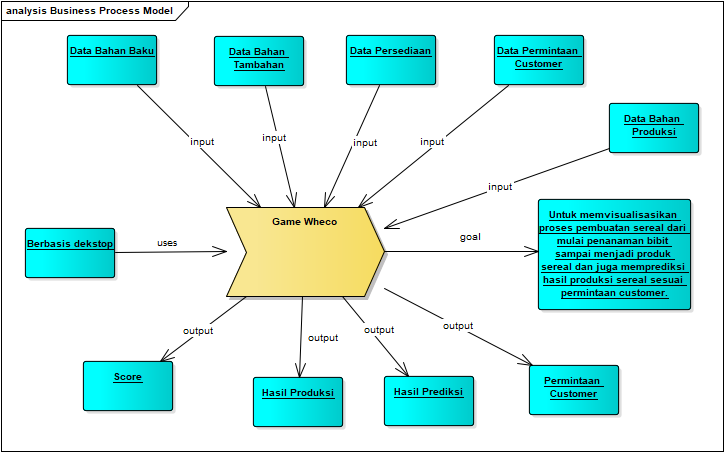 analysis Business Process Model
Data Bahan Baku
Data Bahan
Tambahan
Data Persediaan
Data Permintaan
Customer
Data Bahan
Produksi
input
input
input
input
input
Game Wheco
Berbasis dekstop
uses
goal
Untuk memvisualisasikan
proses pembuatan sereal dari
mulai penanaman bibit
sampai menjadi produk
sereal dan juga memprediksi
hasil produksi sereal sesuai
permintaan customer.
output
output
output
output
Score
Hasil Produksi
Hasil Prediksi
Permintaan
Customer